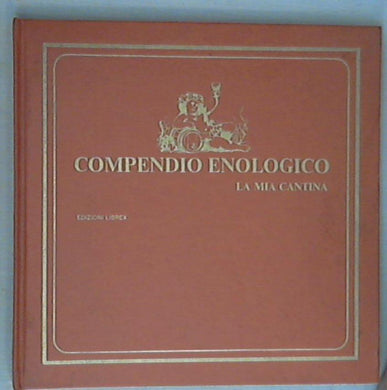 COMPENDIO ENOLOGICO
LA MIA CANTINA
EDIZIONI LIBREX